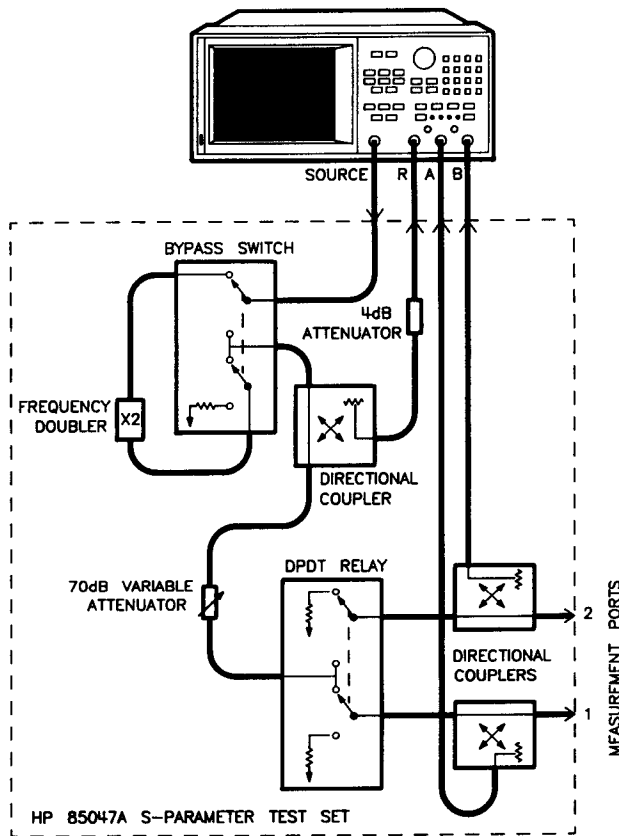 SOURCE R A B
BYPASS SWITCH
4dB
ATTENUATOR
FREQUENCY
DOUBLER
X2
DIRECTIONAL
COUPLER
70dB VARIABLE
ATTENUATOR
DPDT RELAY
2
DIRECTIONAL
COUPLERS
1
MEASUREMENT PORTS
HP 85047A S-PARAMETER TEST SET